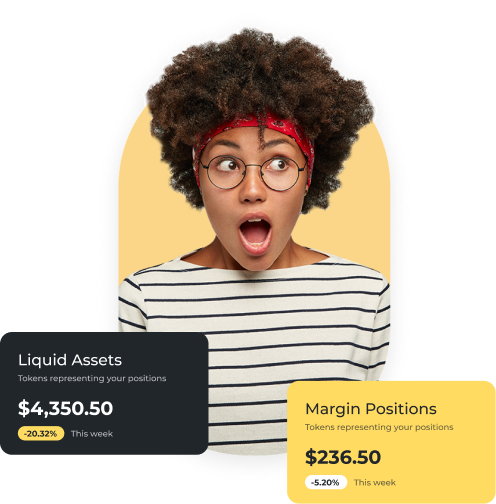 Liquid Assets
Tokens representing your positions
$4,350.50
-20.32% This week
Margin Positions
Tokens representing your positions
$236.50
-5.20% This week